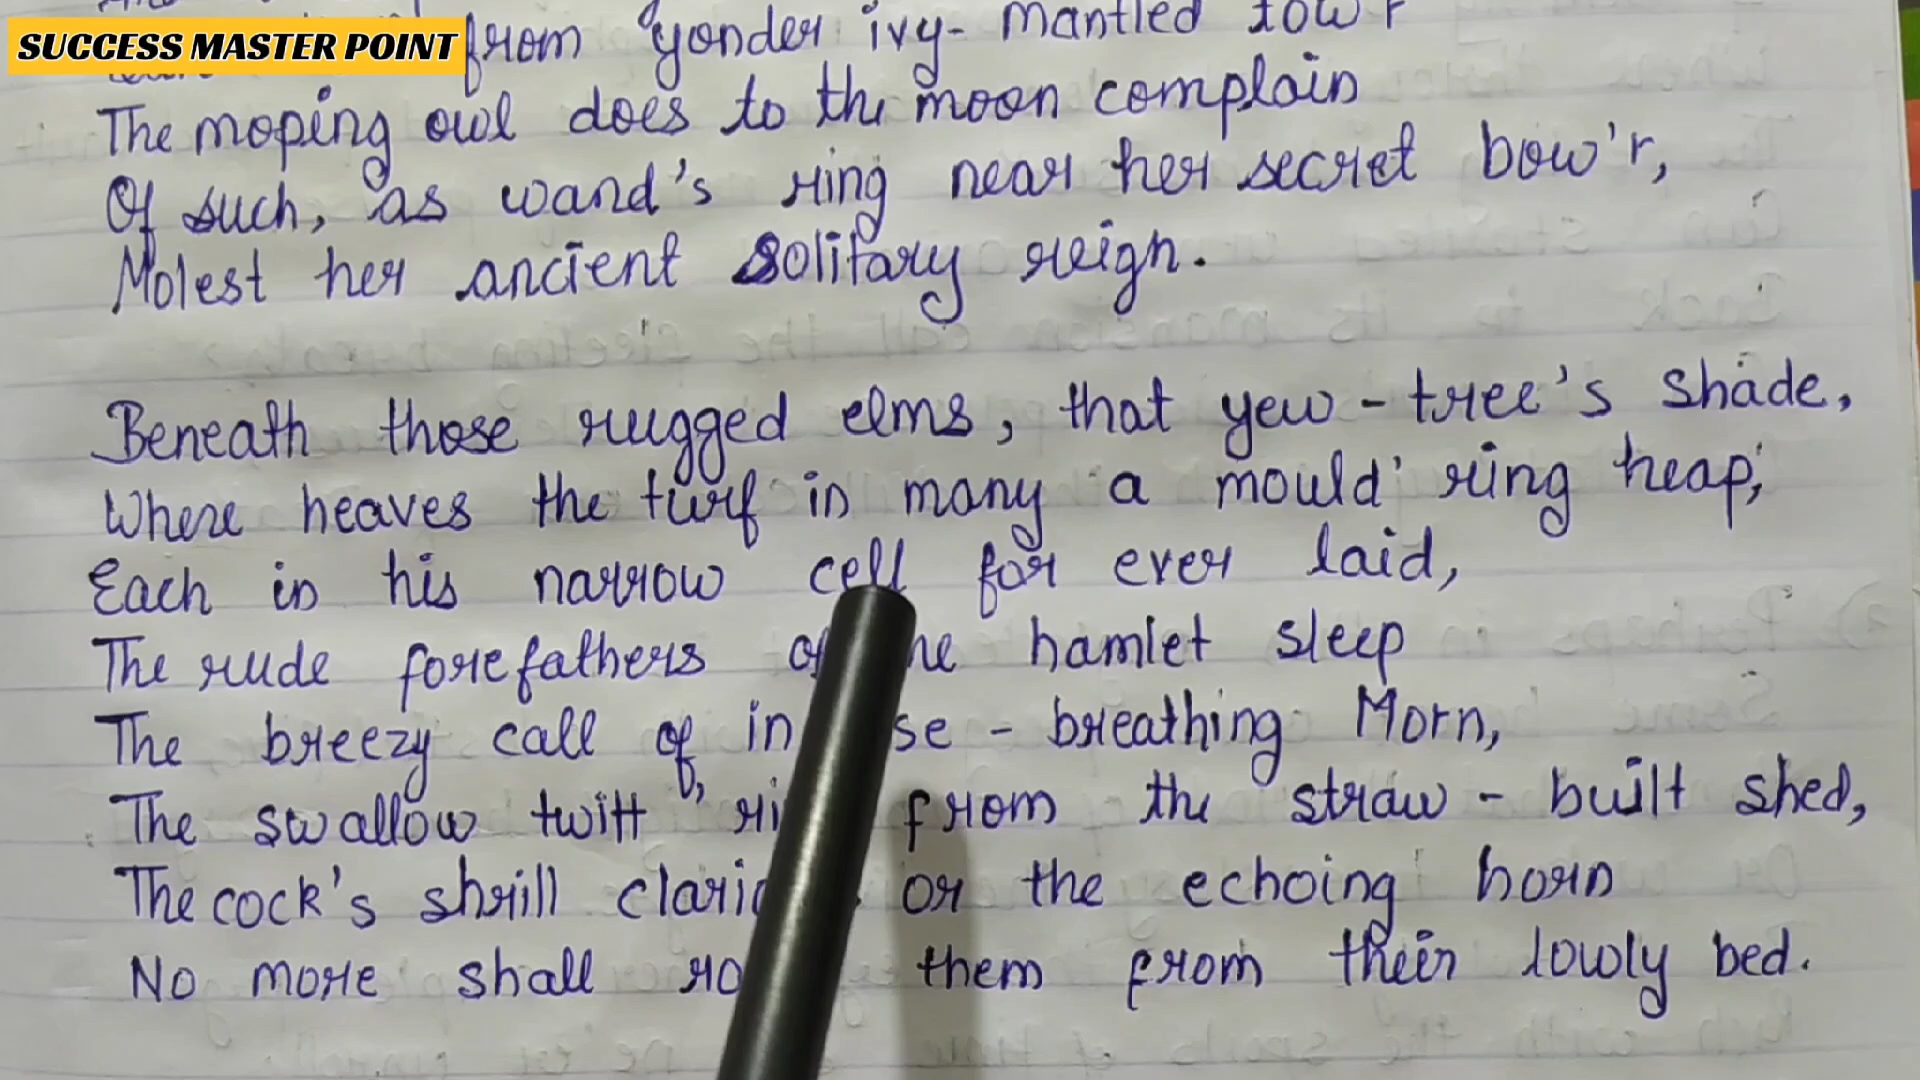 SUCCESS MASTER POINT
from yonder ivy- mantled tow'r
The moping owl does to the moon complain
Of such, as wand's ring near her secret bow'r,
Molest her ancient solitary reign.
Beneath those rugged elms, that yew - tree's shade,
Where heaves the turf in many a mould' ring heap,
Each in his narrow cell for ever laid,
The rude forefathers of hamlet sleep
The breezy call of - breathing Morn,
The swallow twitt' from the straw - built shed,
The cock's shrill or the echoing horn
No more shall them from their lowly bed.